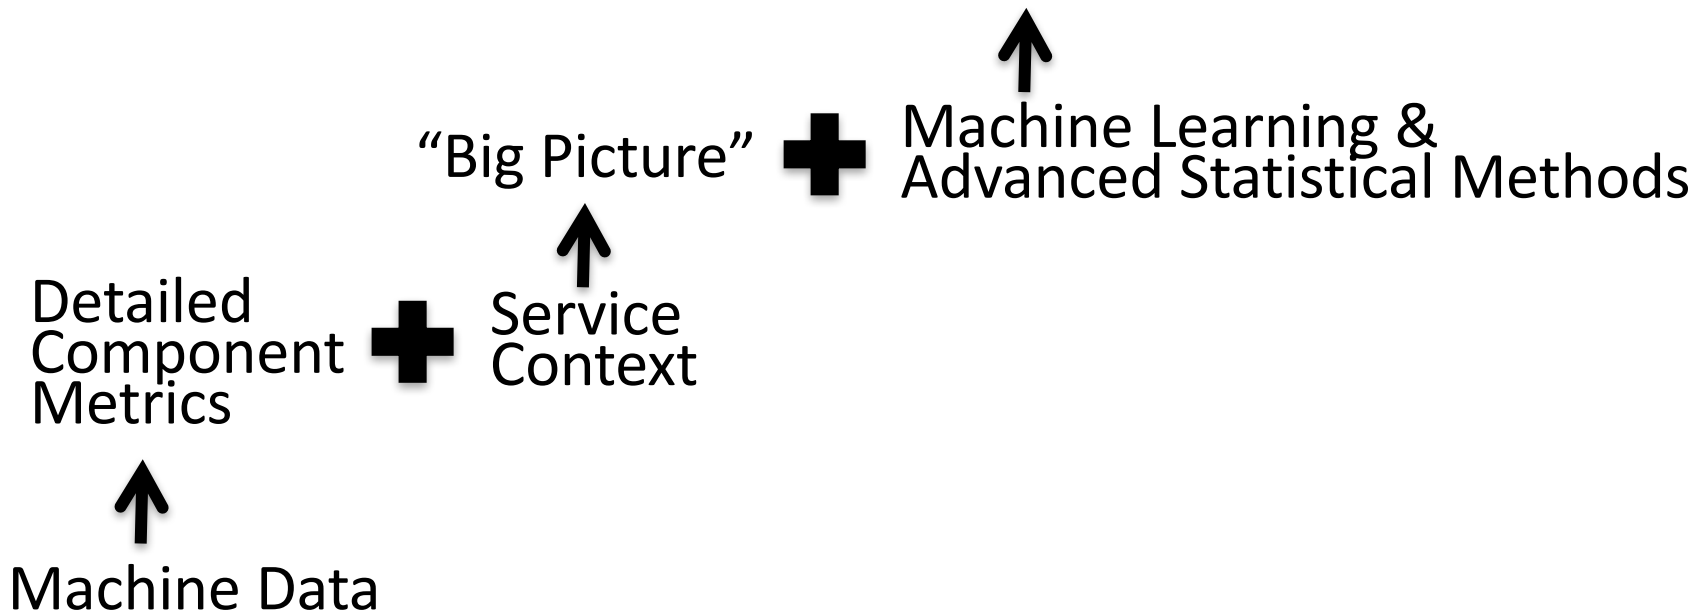 Machine Learning &
Advanced Statistical Methods
“Big Picture”
Detailed
Component
Metrics
Service
Context
Machine Data